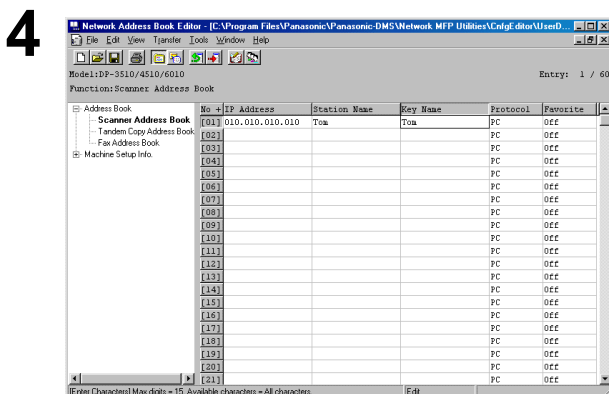 4
Network Address Book Editor - [C:\Program Files\Panasonic\Panasonic-DMS\Network MFP Utilities\CnfgEditor\UserD...
File Edit View Transfer Tools Window Help
Model:DP-3510/4510/6010 Entry: 1 / 60
Function:Scanner Address Book
Address Book
Scanner Address Book
Tandem Copy Address Book
Fax Address Book
Machine Setup Info.
No + IP Address Station Name Key Name Protocol Favorite
[01] 010.010.010.010 Tom Tom PC Off
[02] PC Off
[03] PC Off
[04] PC Off
[05] PC Off
[06] PC Off
[07] PC Off
[08] PC Off
[09] PC Off
[10] PC Off
[11] PC Off
[12] PC Off
[13] PC Off
[14] PC Off
[15] PC Off
[16] PC Off
[17] PC Off
[18] PC Off
[19] PC Off
[20] PC Off
[21] PC Off
[Enter Characters] Max digits = 15 Available characters = All characters. Edit